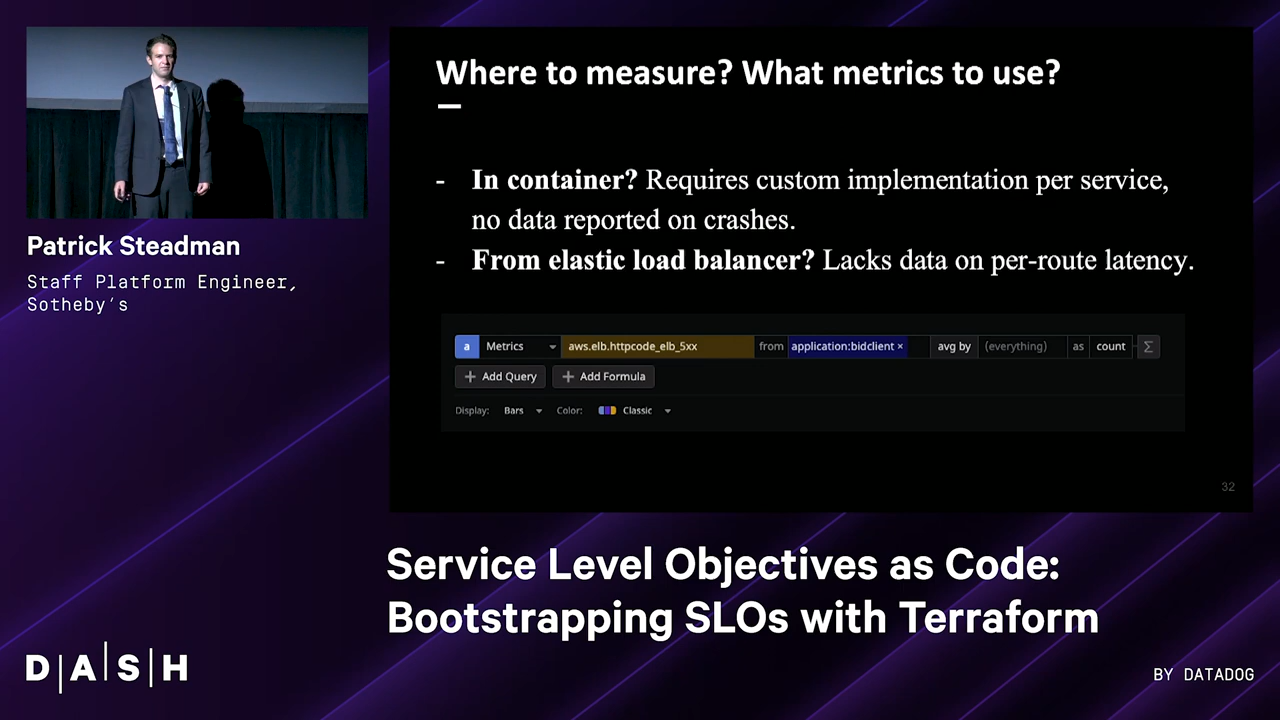 Where to measure? What metrics to use?
- In container? Requires custom implementation per service,
no data reported on crashes.
- From elastic load balancer? Lacks data on per-route latency.
a Metrics aws.elb.httpcode_elb_5xx from application:bidclient × avg by (everything) as count Σ
+ Add Query + Add Formula
Display: Bars Color: Classic
32
Patrick Steadman
Staff Platform Engineer,
Sotheby's
Service Level Objectives as Code:
Bootstrapping SLOs with Terraform
D|A|S|H
BY DATADOG